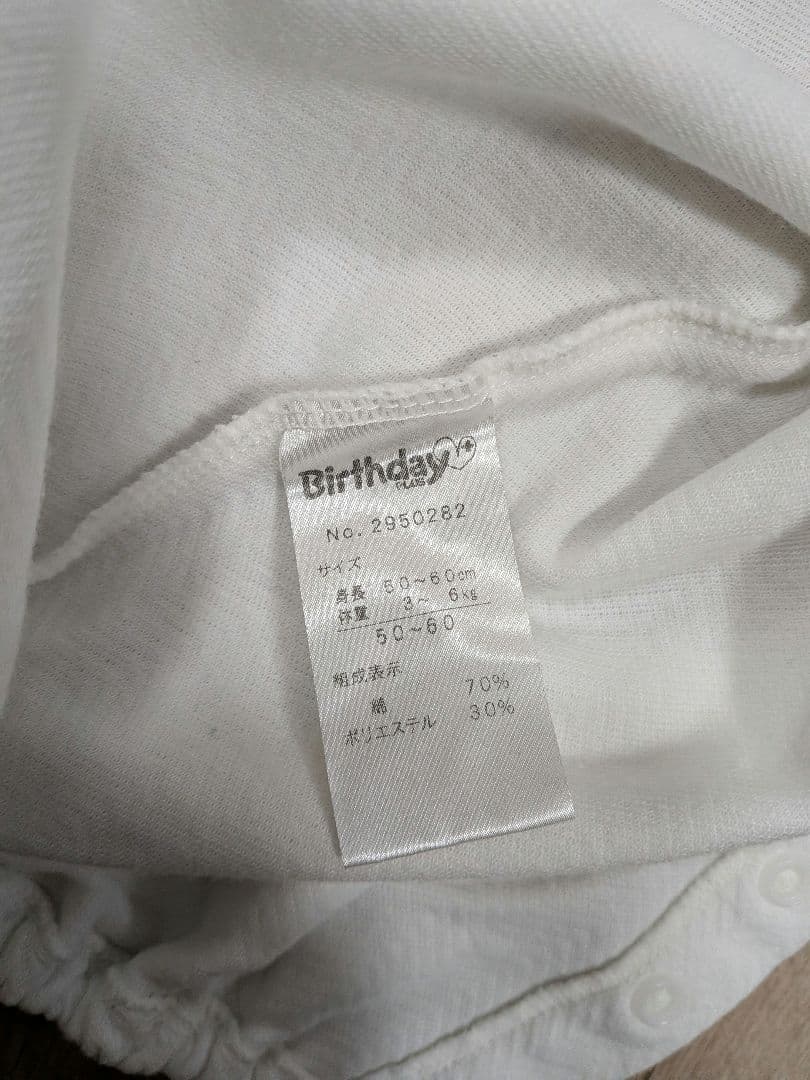 Birthday
PLUS
No. 2950282
サイズ
身長 50~60cm
体重 3~ 6kg
50~60
組成表示
綿 70%
ポリエステル 30%